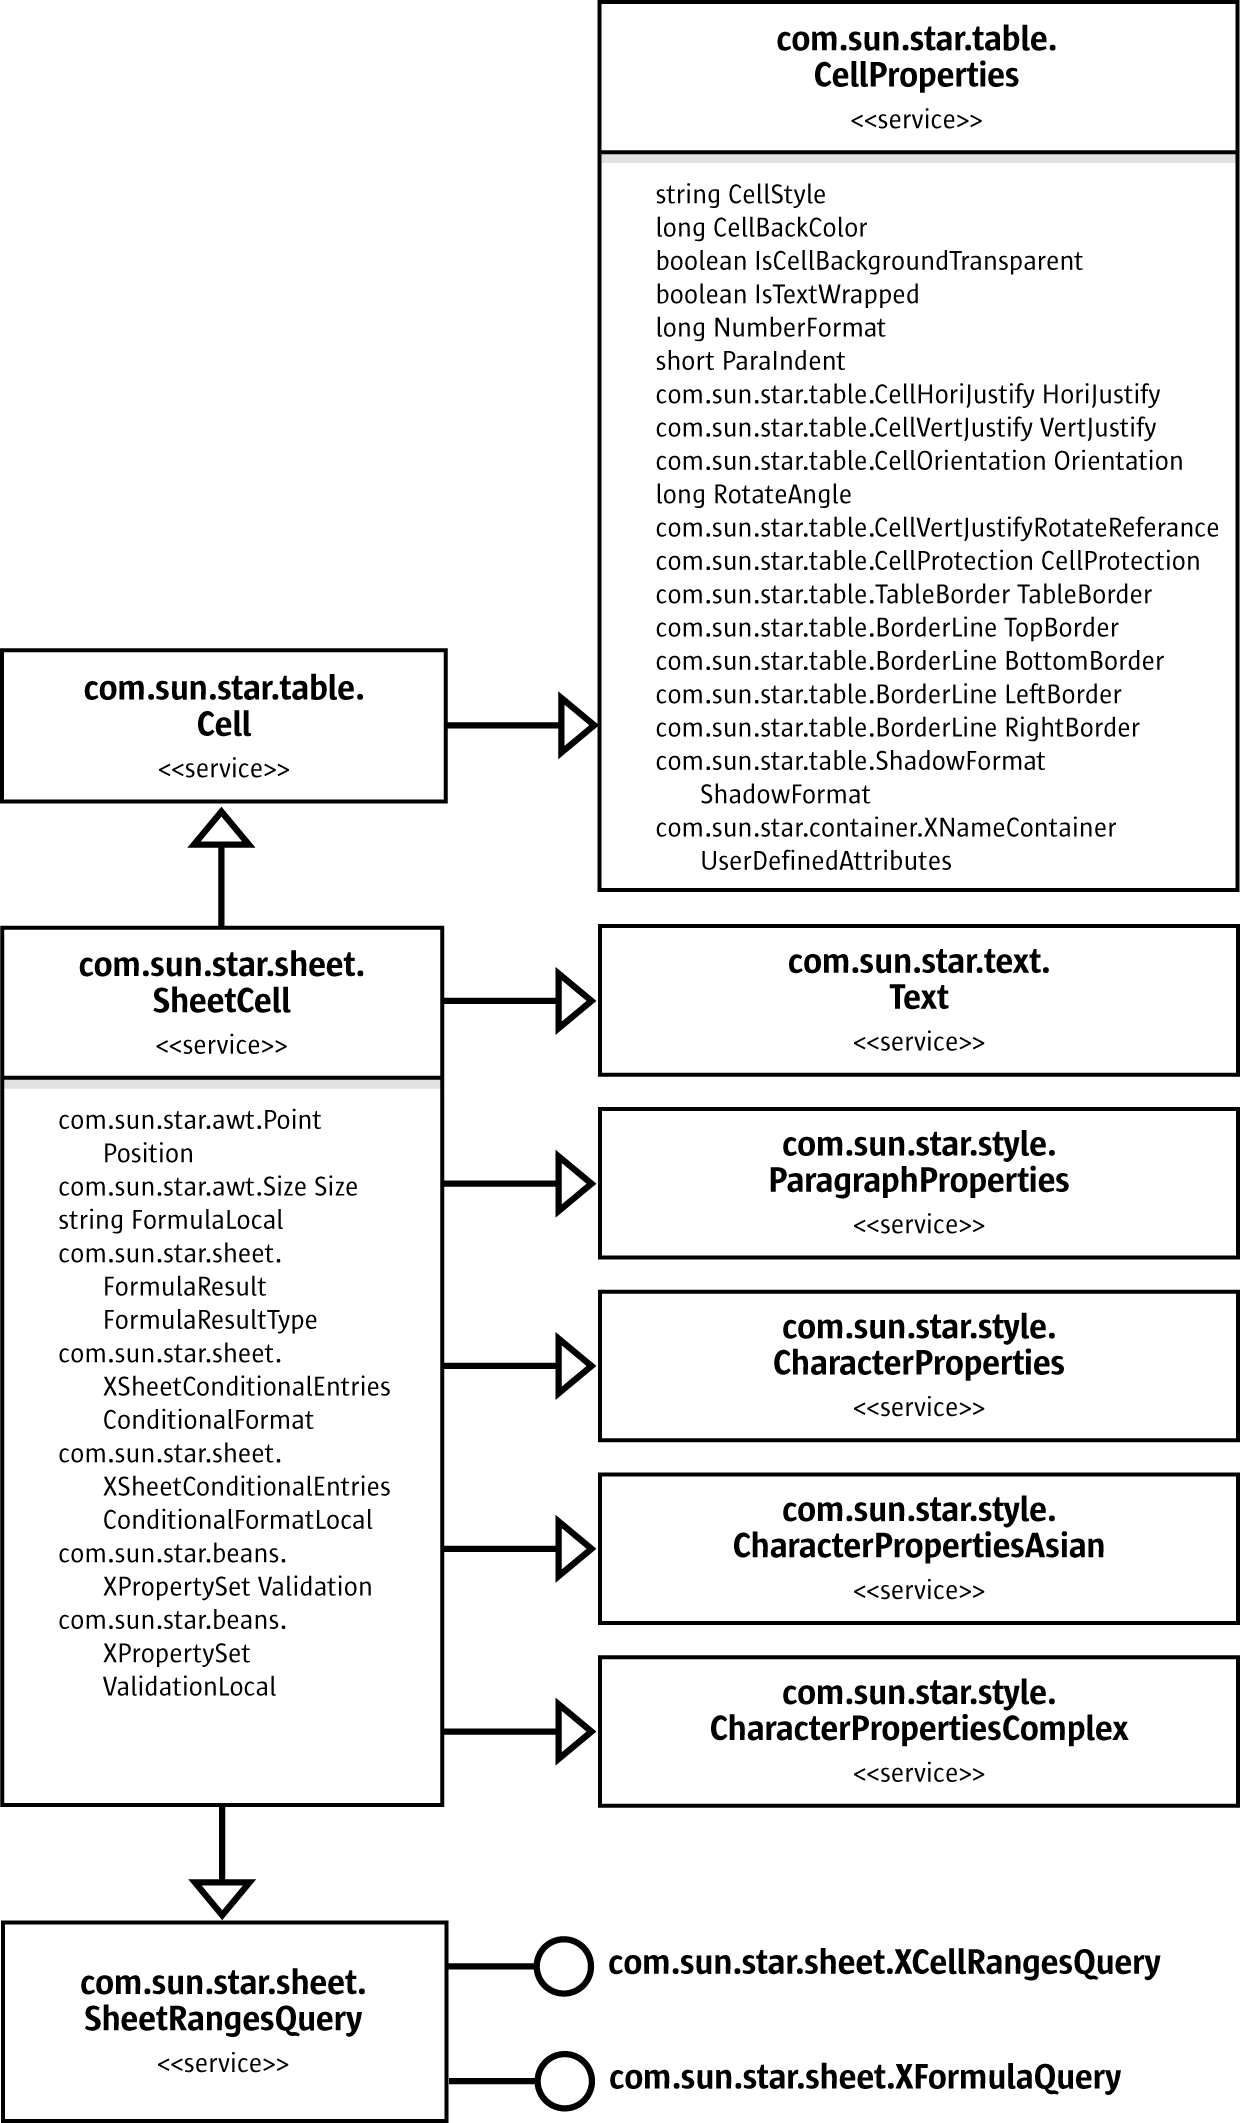 com.sun.star.table.
CellProperties
<<service>>
string CellStyle
long CellBackColor
boolean IsCellBackgroundTransparent
boolean IsTextWrapped
long NumberFormat
short ParaIndent
com.sun.star.table.CellHoriJustify HoriJustify
com.sun.star.table.CellVertJustify VertJustify
com.sun.star.table.CellOrientation Orientation
long RotateAngle
com.sun.star.table.CellVertJustifyRotateReferance
com.sun.star.table.CellProtection CellProtection
com.sun.star.table.TableBorder TableBorder
com.sun.star.table.BorderLine TopBorder
com.sun.star.table.BorderLine BottomBorder
com.sun.star.table.BorderLine LeftBorder
com.sun.star.table.BorderLine RightBorder
com.sun.star.table.ShadowFormat
ShadowFormat
com.sun.star.container.XNameContainer
UserDefinedAttributes
com.sun.star.table.
Cell
<<service>>
com.sun.star.sheet.
SheetCell
<<service>>
com.sun.star.awt.Point
Position
com.sun.star.awt.Size Size
string FormulaLocal
com.sun.star.sheet.
FormulaResult
FormulaResultType
com.sun.star.sheet.
XSheetConditionalEntries
ConditionalFormat
com.sun.star.sheet.
XSheetConditionalEntries
ConditionalFormatLocal
com.sun.star.beans.
XPropertySet Validation
com.sun.star.beans.
XPropertySet
ValidationLocal
com.sun.star.text.
Text
<<service>>
com.sun.star.style.
ParagraphProperties
<<service>>
com.sun.star.style.
CharacterProperties
<<service>>
com.sun.star.style.
CharacterPropertiesAsian
<<service>>
com.sun.star.style.
CharacterPropertiesComplex
<<service>>
com.sun.star.sheet.
SheetRangesQuery
<<service>>
com.sun.star.sheet.XCellRangesQuery
com.sun.star.sheet.XFormulaQuery